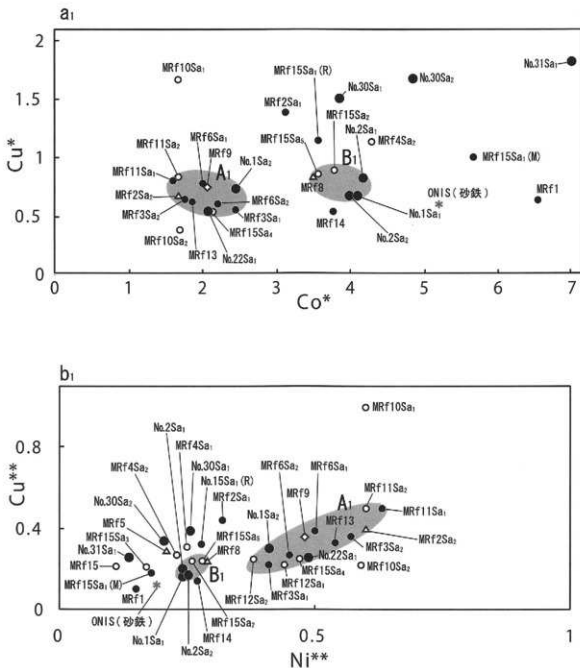 a₁
2
MRf10Sa₁
MRf15Sa₁(R)
No.30Sa₁
No.30Sa₂
No.31Sa₁
1.5
MRf2Sa₁
MRf15Sa₂
MRf11Sa₂
MRf6Sa₁
MRf15Sa₅
No.2Sa₁
MRf9
B₁
MRf4Sa₂
Cu*
MRf11Sa₁
A₁
No.1Sa₂
MRf15Sa₁(M)
1
MRf2Sa₂
MRf8
ONIS(砂鉄)
MRf1
MRf3Sa₂
MRf6Sa₂
*
0.5
MRf3Sa₁
No.1Sa₁
MRf10Sa₂
MRf13
MRf15Sa₄
MRf14
No.2Sa₂
No.22Sa₁
0
0 1 2 3 4 5 6 7
Co*
b₁
No.2Sa₁
MRf10Sa₁
MRf4Sa₁
0.8
MRf4Sa₂
No.30Sa₁
MRf6Sa₂
MRf6Sa₁
No.15Sa₁(R)
A₁
No.30Sa₂
MRf2Sa₁
MRf9
MRf11Sa₂
Cu**
MRf5
No.1Sa₂
MRf13
MRf11Sa₁
0.4
No.31Sa₁
MRf8
MRf2Sa₂
MRf15
B₁
No.22Sa₁
MRf3Sa₂
MRf15Sa₁(M)
MRf15Sa₄
MRf10Sa₂
MRf1
*
MRf12Sa₂
MRf12Sa₁
MRf3Sa₁
ONIS(砂鉄)
MRf15Sa₂
No.1Sa₁
MRf14
No.2Sa₂
0
0 0.5 1
Ni**